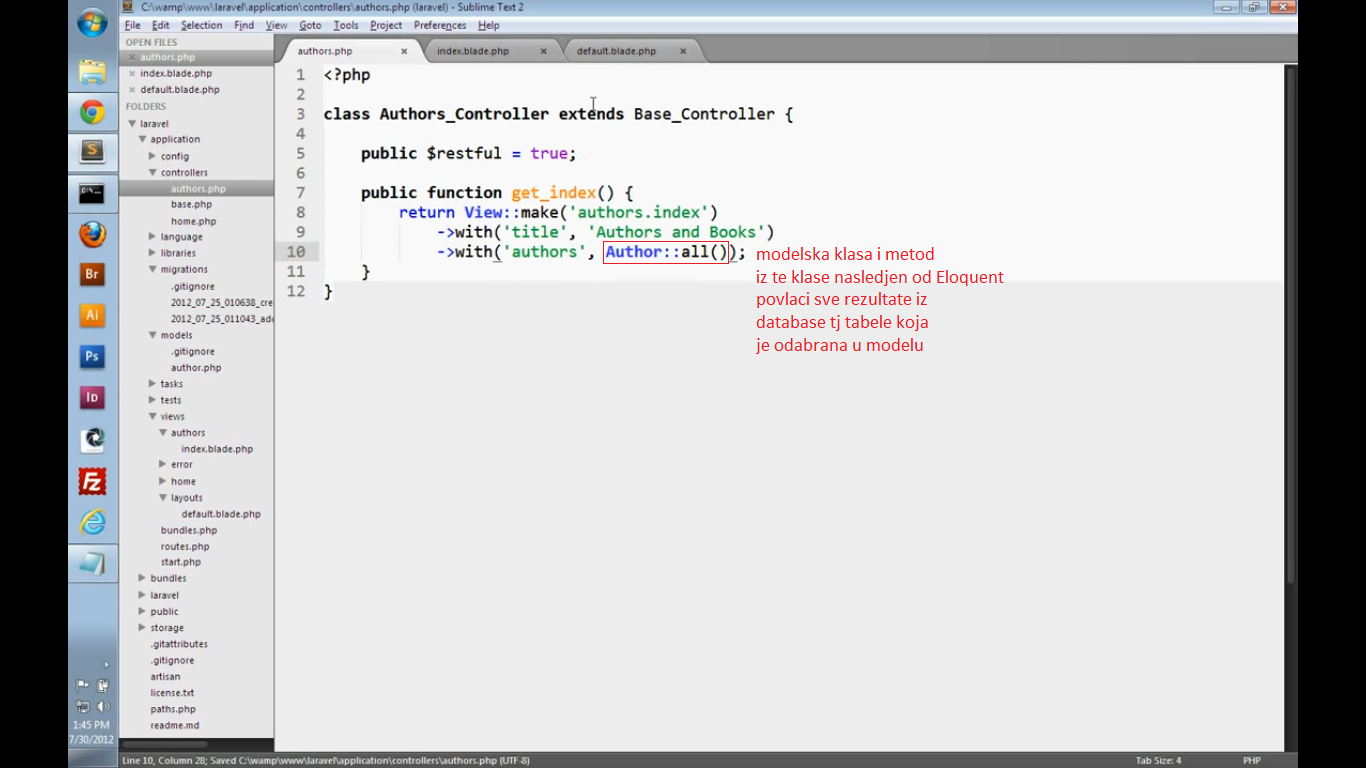 C:\wamp\www\laravel\application\controllers\authors.php (laravel) - Sublime Text 2
File Edit Selection Find View Goto Tools Project Preferences Help
OPEN FILES
authors.php
index.blade.php
default.blade.php
FOLDERS
laravel
application
config
controllers
authors.php
base.php
home.php
language
libraries
migrations
.gitignore
2012_07_25_010638_cre
2012_07_25_011043_add
models
.gitignore
author.php
tasks
tests
views
authors
index.blade.php
error
home
layouts
default.blade.php
bundles.php
routes.php
start.php
bundles
laravel
public
storage
.gitattributes
.gitignore
artisan
license.txt
paths.php
readme.md
authors.php index.blade.php default.blade.php
1 <?php
2
3 class Authors_Controller extends Base_Controller {
4
5 public $restful = true;
6
7 public function get_index() {
8 return View::make('authors.index')
9 ->with('title', 'Authors and Books')
10 ->with('authors', Author::all());
11 }
12 }
modelska klasa i metod
iz te klase nasledjen od Eloquent
povlaci sve rezultate iz
database tj tabele koja
je odabrana u modelu
Br
Ai
Ps
Id
Fz
1:45 PM
7/30/2012
Line 10, Column 28; Saved C:\wamp\www\laravel\application\controllers\authors.php (UTF-8)
Tab Size: 4
PHP